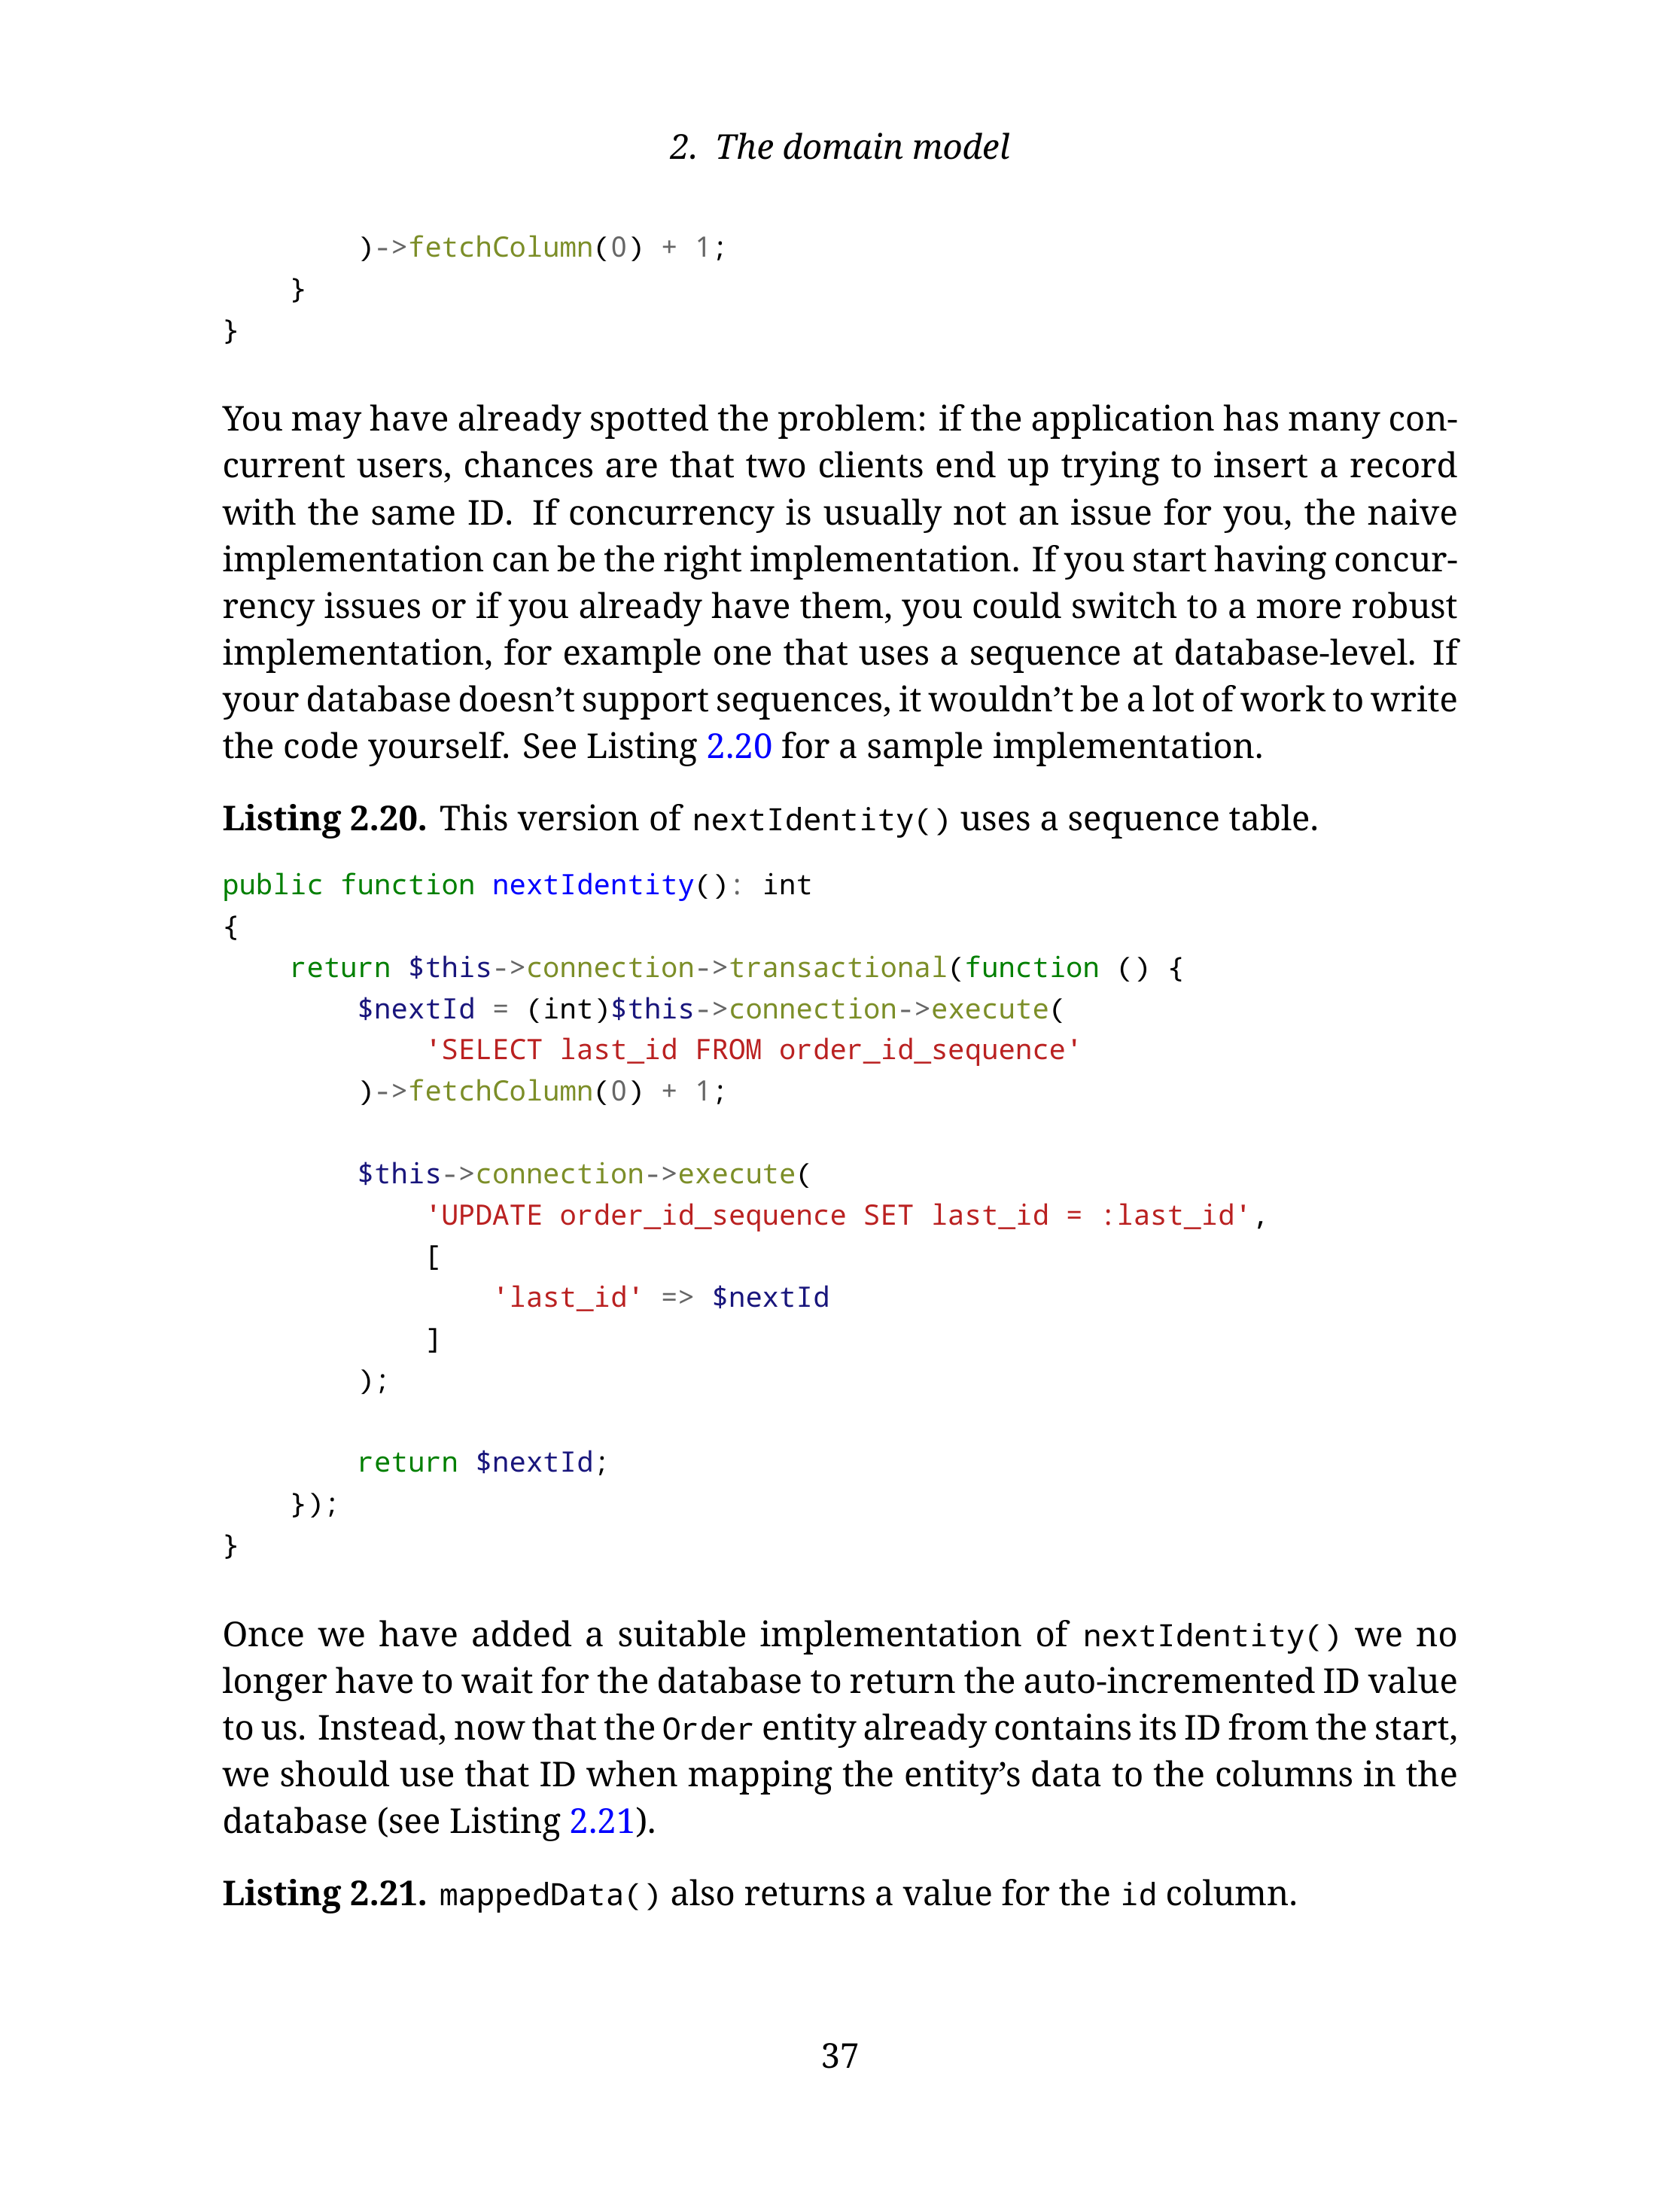 2. The domain model
        )->fetchColumn(0) + 1;
    }
}
You may have already spotted the problem: if the application has many con-
current users, chances are that two clients end up trying to insert a record
with the same ID. If concurrency is usually not an issue for you, the naive
implementation can be the right implementation. If you start having concur-
rency issues or if you already have them, you could switch to a more robust
implementation, for example one that uses a sequence at database-level. If
your database doesn’t support sequences, it wouldn’t be a lot of work to write
the code yourself. See Listing 2.20 for a sample implementation.
Listing 2.20. This version of nextIdentity() uses a sequence table.
public function nextIdentity(): int
{
    return $this->connection->transactional(function () {
        $nextId = (int)$this->connection->execute(
            'SELECT last_id FROM order_id_sequence'
        )->fetchColumn(0) + 1;

        $this->connection->execute(
            'UPDATE order_id_sequence SET last_id = :last_id',
            [
                'last_id' => $nextId
            ]
        );

        return $nextId;
    });
}
Once we have added a suitable implementation of nextIdentity() we no
longer have to wait for the database to return the auto-incremented ID value
to us. Instead, now that the Order entity already contains its ID from the start,
we should use that ID when mapping the entity’s data to the columns in the
database (see Listing 2.21).
Listing 2.21. mappedData() also returns a value for the id column.
37